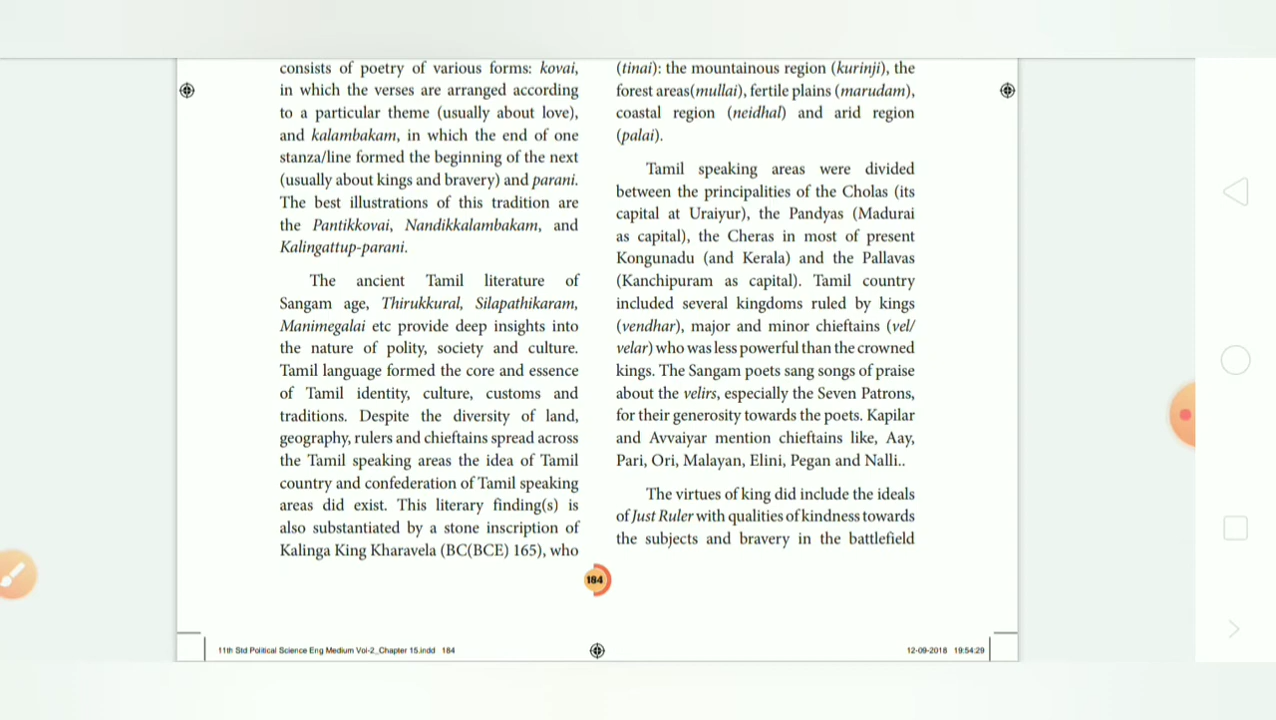 consists of poetry of various forms: kovai,
in which the verses are arranged according
to a particular theme (usually about love),
and kalambakam, in which the end of one
stanza/line formed the beginning of the next
(usually about kings and bravery) and parani.
The best illustrations of this tradition are
the Pantikkovai, Nandikkalambakam, and
Kalingattup-parani.
The ancient Tamil literature of
Sangam age, Thirukkural, Silapathikaram,
Manimegalai etc provide deep insights into
the nature of polity, society and culture.
Tamil language formed the core and essence
of Tamil identity, culture, customs and
traditions. Despite the diversity of land,
geography, rulers and chieftains spread across
the Tamil speaking areas the idea of Tamil
country and confederation of Tamil speaking
areas did exist. This literary finding(s) is
also substantiated by a stone inscription of
Kalinga King Kharavela (BC(BCE) 165), who
(tinai): the mountainous region (kurinji), the
forest areas(mullai), fertile plains (marudam),
coastal region (neidhal) and arid region
(palai).
Tamil speaking areas were divided
between the principalities of the Cholas (its
capital at Uraiyur), the Pandyas (Madurai
as capital), the Cheras in most of present
Kongunadu (and Kerala) and the Pallavas
(Kanchipuram as capital). Tamil country
included several kingdoms ruled by kings
(vendhar), major and minor chieftains (vel/
velar) who was less powerful than the crowned
kings. The Sangam poets sang songs of praise
about the velirs, especially the Seven Patrons,
for their generosity towards the poets. Kapilar
and Avvaiyar mention chieftains like, Aay,
Pari, Ori, Malayan, Elini, Pegan and Nalli..
The virtues of king did include the ideals
of Just Ruler with qualities of kindness towards
the subjects and bravery in the battlefield
184
11th Std Political Science Eng Medium Vol-2_Chapter 15.indd 184
12-09-2018 19:54:29